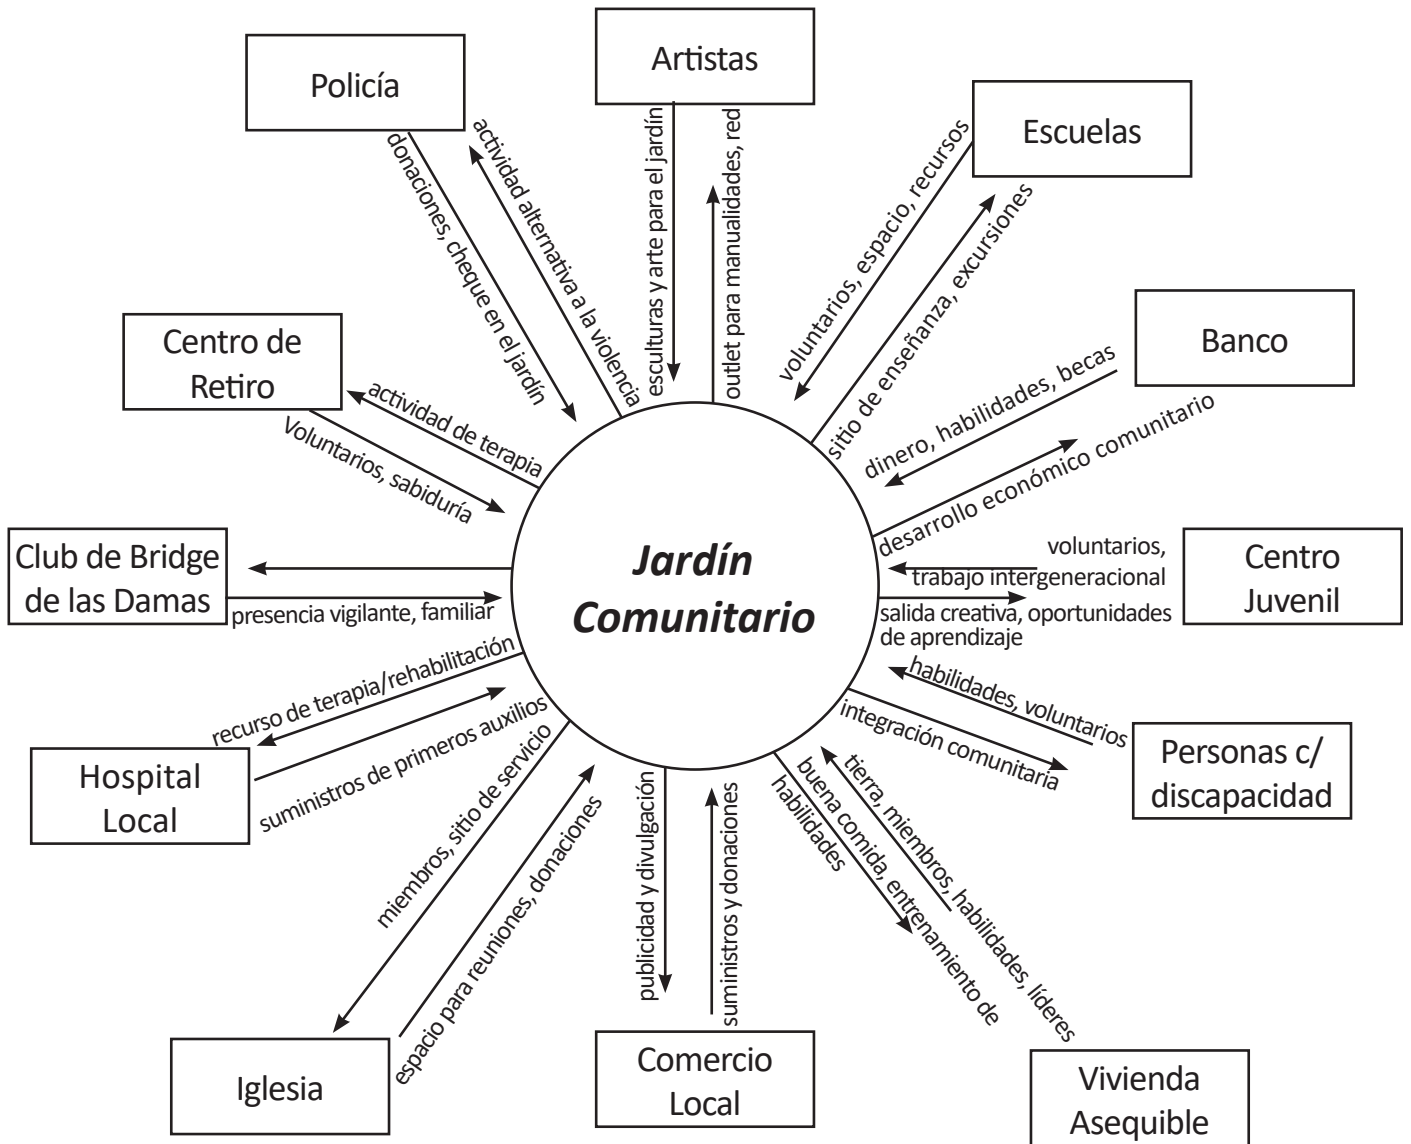 Artistas
Policía
Escuelas
donaciones, cheque en el jardín
actividad alternativa a la violencia
esculturas y arte para el jardín
outlet para manualidades, red
voluntarios, espacio, recursos
sitio de enseñanza, excursiones
Centro de
Retiro
actividad de terapia
Voluntarios, sabiduría
Banco
dinero, habilidades, becas
desarrollo económico comunitario
Club de Bridge
de las Damas
presencia vigilante, familiar
Jardín
Comunitario
voluntarios,
trabajo intergeneracional
salida creativa, oportunidades
de aprendizaje
Centro
Juvenil
recurso de terapia/rehabilitación
suministros de primeros auxilios
Hospital
Local
habilidades, voluntarios
integración comunitaria
Personas c/
discapacidad
miembros, sitio de servicio
espacio para reuniones, donaciones
publicidad y divulgación
suministros y donaciones
tierra, miembros, habilidades, líderes
buena comida, entrenamiento de
habilidades
Iglesia
Comercio
Local
Vivienda
Asequible